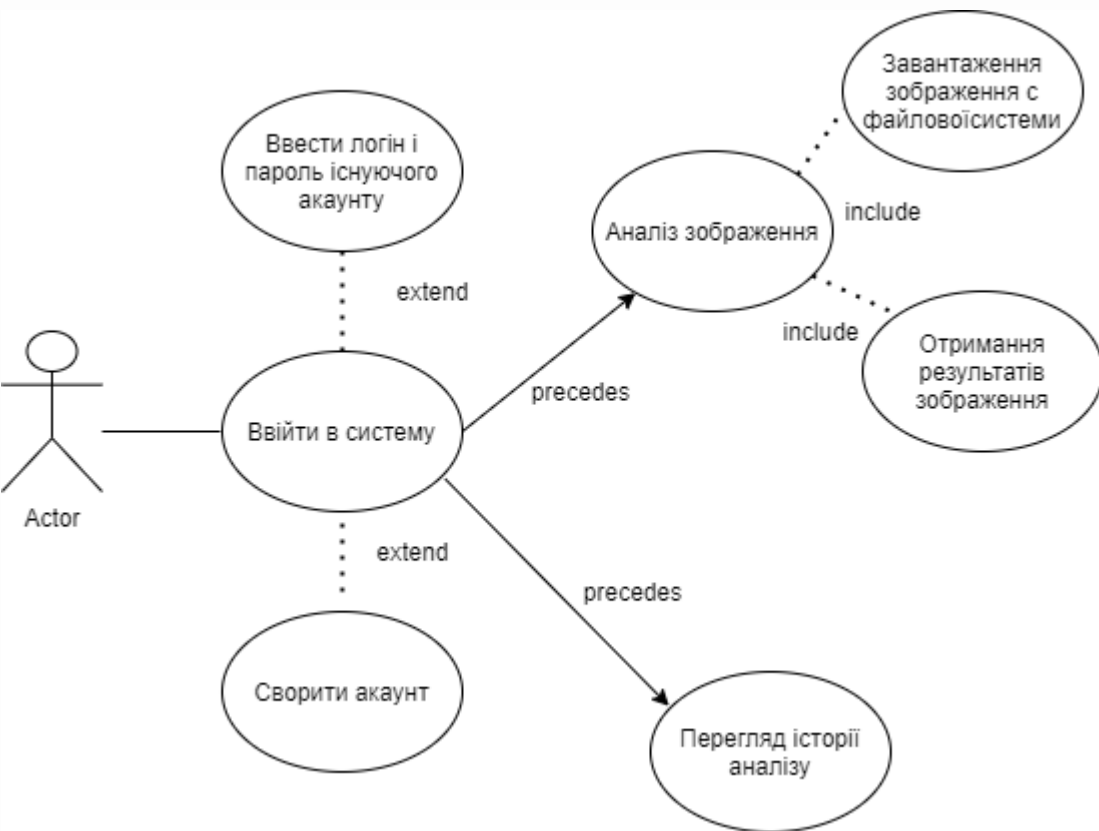 Завантаження
зображення с
файловоїсистеми
Ввести логін і
пароль існуючого
акаунту
Аналіз зображення
include
extend
include
Отримання
результатів
зображення
precedes
Ввійти в систему
Actor
extend
precedes
Сворити акаунт
Перегляд історії
аналізу